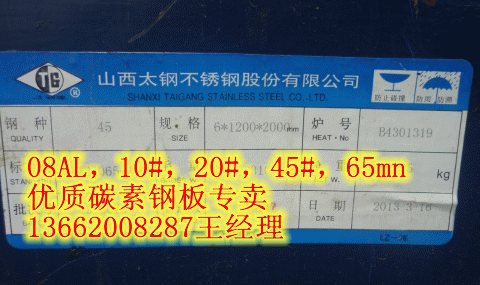 TG
山西太钢不锈钢股份有限公司
SHANXI TAIGANG STAINLESS STEEL CO.,LTD.
防止碰撞 防雨 防潮
钢种 QUALITY 45 规格 SIZE 6*1200*2000mm 炉号 HEAT·No B4301319
标 kg
08AL，10#，20#，45#，65mn
优质碳素钢板专卖
批 日期 2013-3-16
13662008287王经理